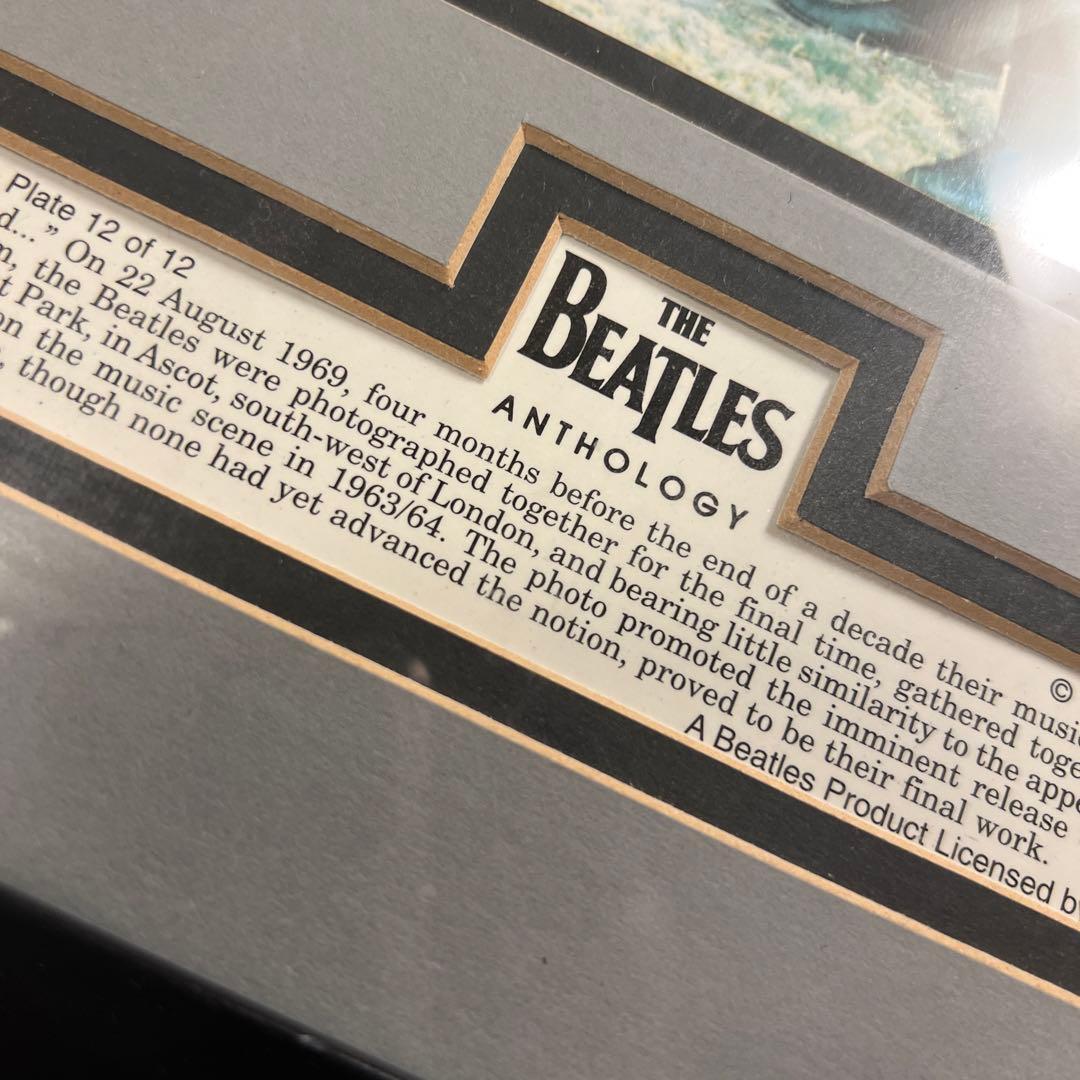 Plate 12 of 12
THE
BEATLES
ANTHOLOGY
©
d... " On 22 August 1969, four months before the end of a decade their music
the Beatles were photographed together for the final time, gathered toge
t Park, in Ascot, south-west of London, and bearing little similarity to the appe
on the music scene in 1963/64. The photo promoted the imminent release
though none had yet advanced the notion, proved to be their final work.
A Beatles Product Licensed by